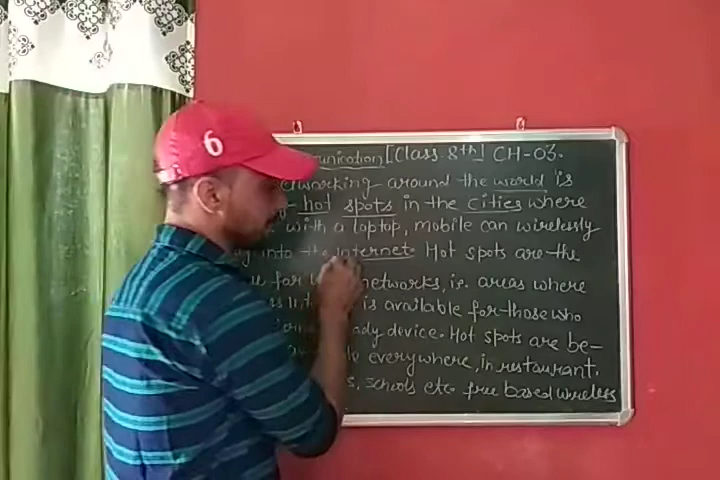 6
unication [Class 8th] CH-03.
etworking around the world is
hot spots in the cities where
with a laptop, mobile can wirelessly
into the internet. Hot spots are the
for networks, i.e. areas where
is available for those who
ady device. Hot spots are be-
everywhere, in restaurant.
s, schools etc. free based wireless